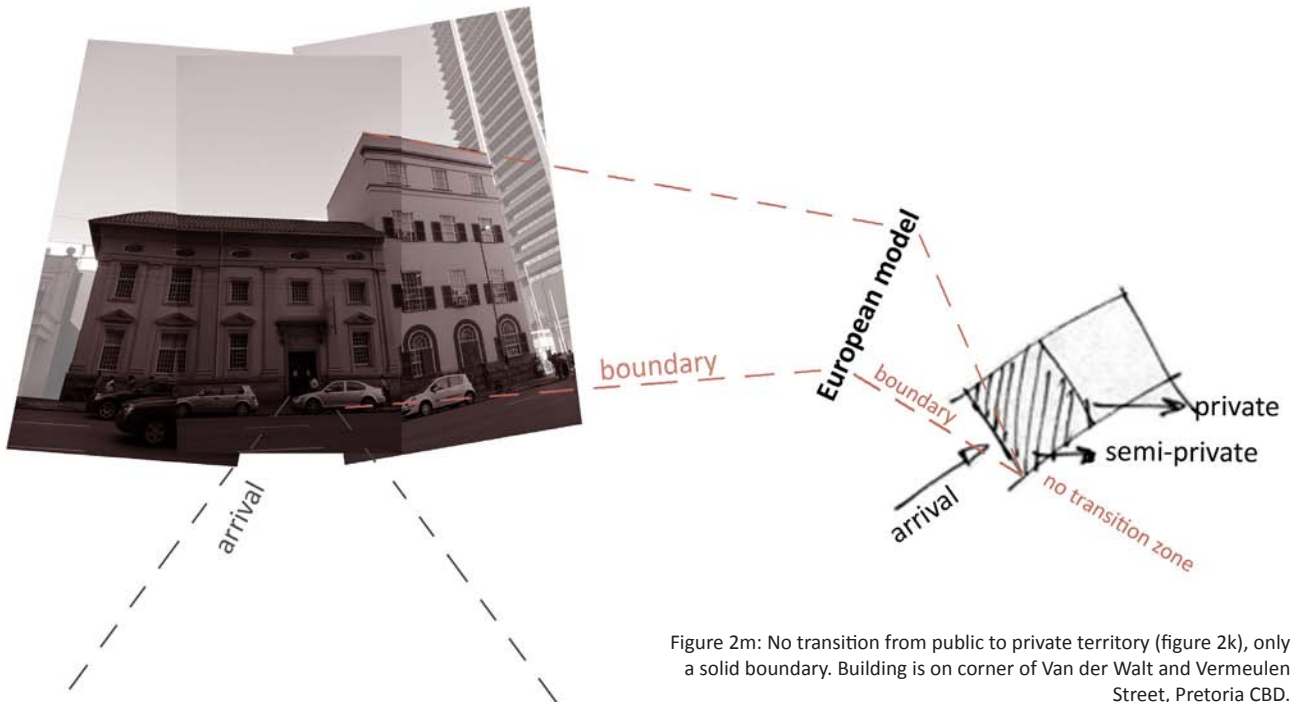 boundary
arrival
European model
boundary
private
semi-private
arrival
no transition zone
Figure 2m: No transition from public to private territory (figure 2k), only
a solid boundary. Building is on corner of Van der Walt and Vermeulen
Street, Pretoria CBD.